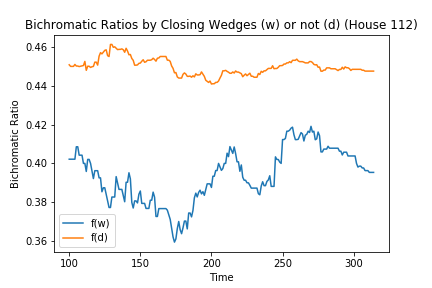 Bichromatic Ratios by Closing Wedges (w) or not (d) (House 112)
Bichromatic Ratio
0.46
0.44
0.42
0.40
0.38
0.36
f(w)
f(d)
100 150 200 250 300
Time